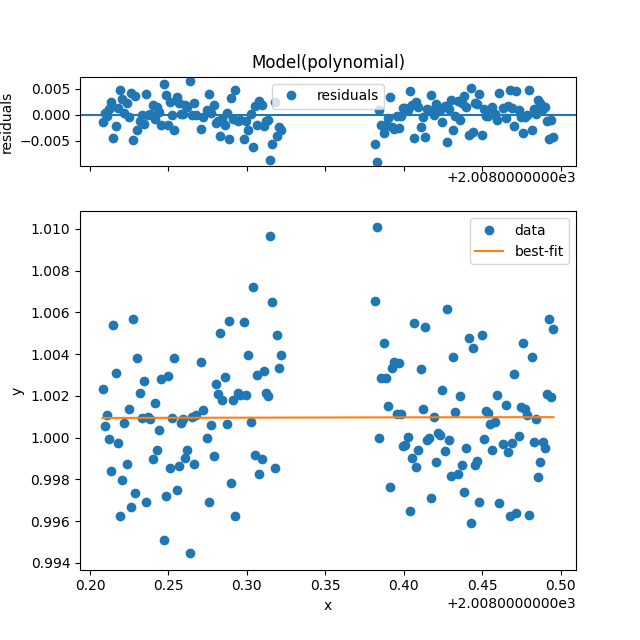 Model(polynomial)
residuals
0.005
0.000
−0.005
residuals
+2.0080000000e3
1.010
1.008
1.006
1.004
1.002
1.000
0.998
0.996
0.994
y
data
best-fit
0.20 0.25 0.30 0.35 0.40 0.45 0.50
x
+2.0080000000e3